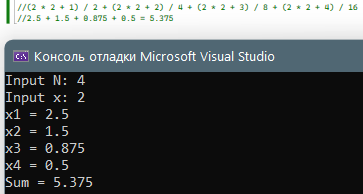 //(2 * 2 + 1) / 2 + (2 * 2 + 2) / 4 + (2 * 2 + 3) / 8 + (2 * 2 + 4) / 16
//2.5 + 1.5 + 0.875 + 0.5 = 5.375
Консоль отладки Microsoft Visual Studio
Input N: 4
Input x: 2
x1 = 2.5
x2 = 1.5
x3 = 0.875
x4 = 0.5
Sum = 5.375